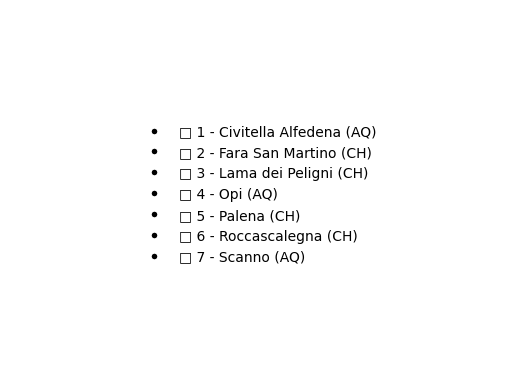 • □ 1 - Civitella Alfedena (AQ)
• □ 2 - Fara San Martino (CH)
• □ 3 - Lama dei Peligni (CH)
• □ 4 - Opi (AQ)
• □ 5 - Palena (CH)
• □ 6 - Roccascalegna (CH)
• □ 7 - Scanno (AQ)